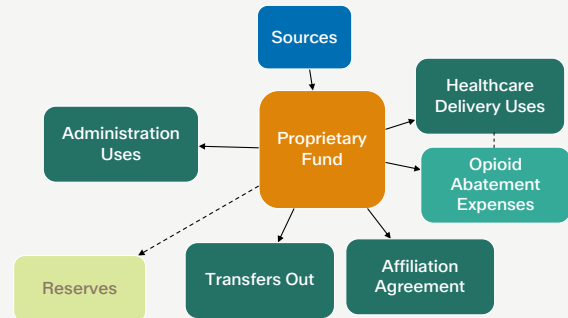 Sources
Healthcare
Delivery Uses
Administration
Uses
Proprietary
Fund
Opioid
Abatement
Expenses
Reserves
Transfers Out
Affiliation
Agreement